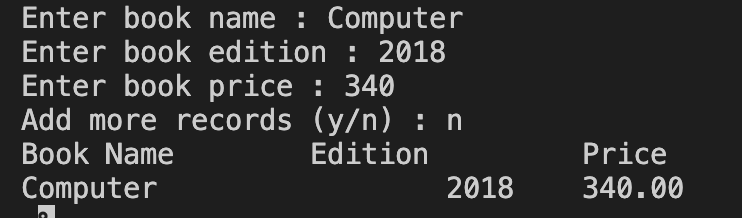 Enter book name : Computer
Enter book edition : 2018
Enter book price : 340
Add more records (y/n) : n
Book Name        Edition         Price
Computer                 2018    340.00